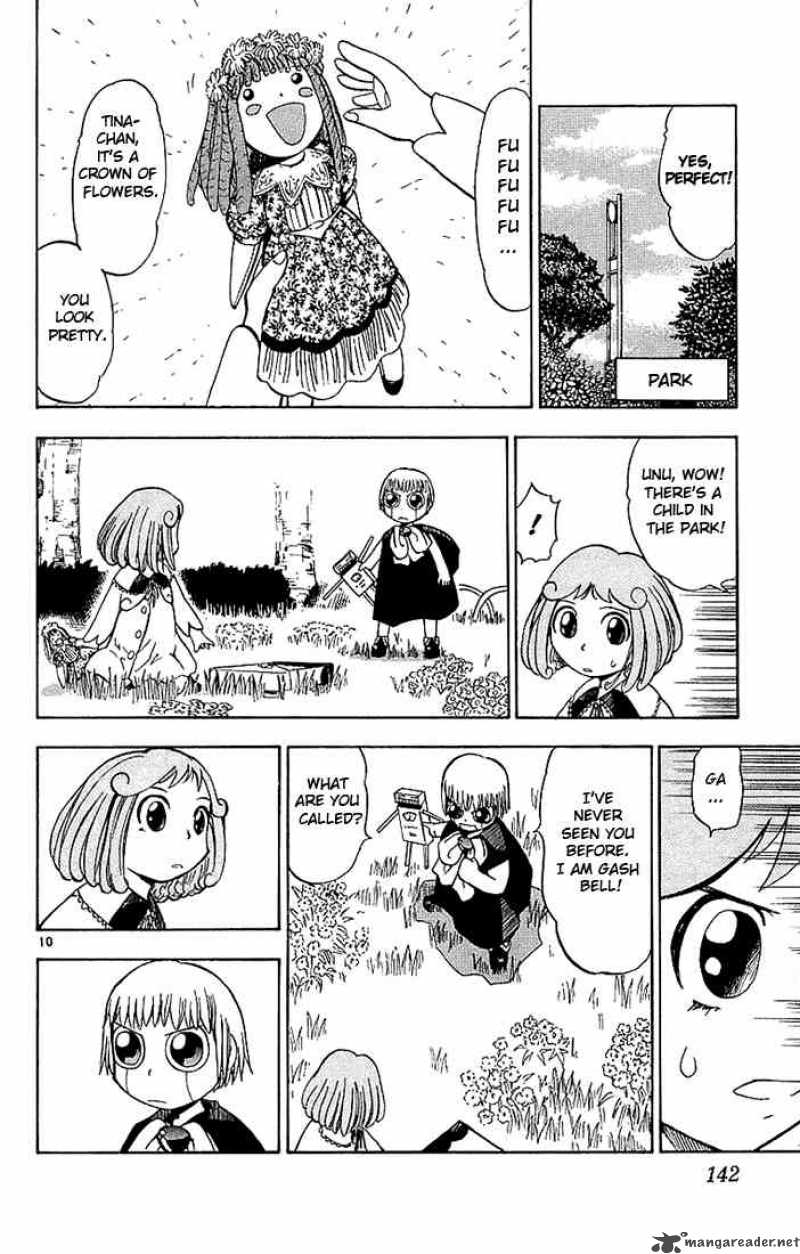 YES,
PERFECT!
PARK
FU
FU
FU
FU
FU
...
TINA-
CHAN,
IT'S A
CROWN OF
FLOWERS.
YOU
LOOK
PRETTY.
UNU, WOW!
THERE'S A
CHILD IN
THE PARK!
!
GA
...
I'VE
NEVER
SEEN YOU
BEFORE.
I AM GASH
BELL!
WHAT
ARE YOU
CALLED?
10
142
mangareader.net